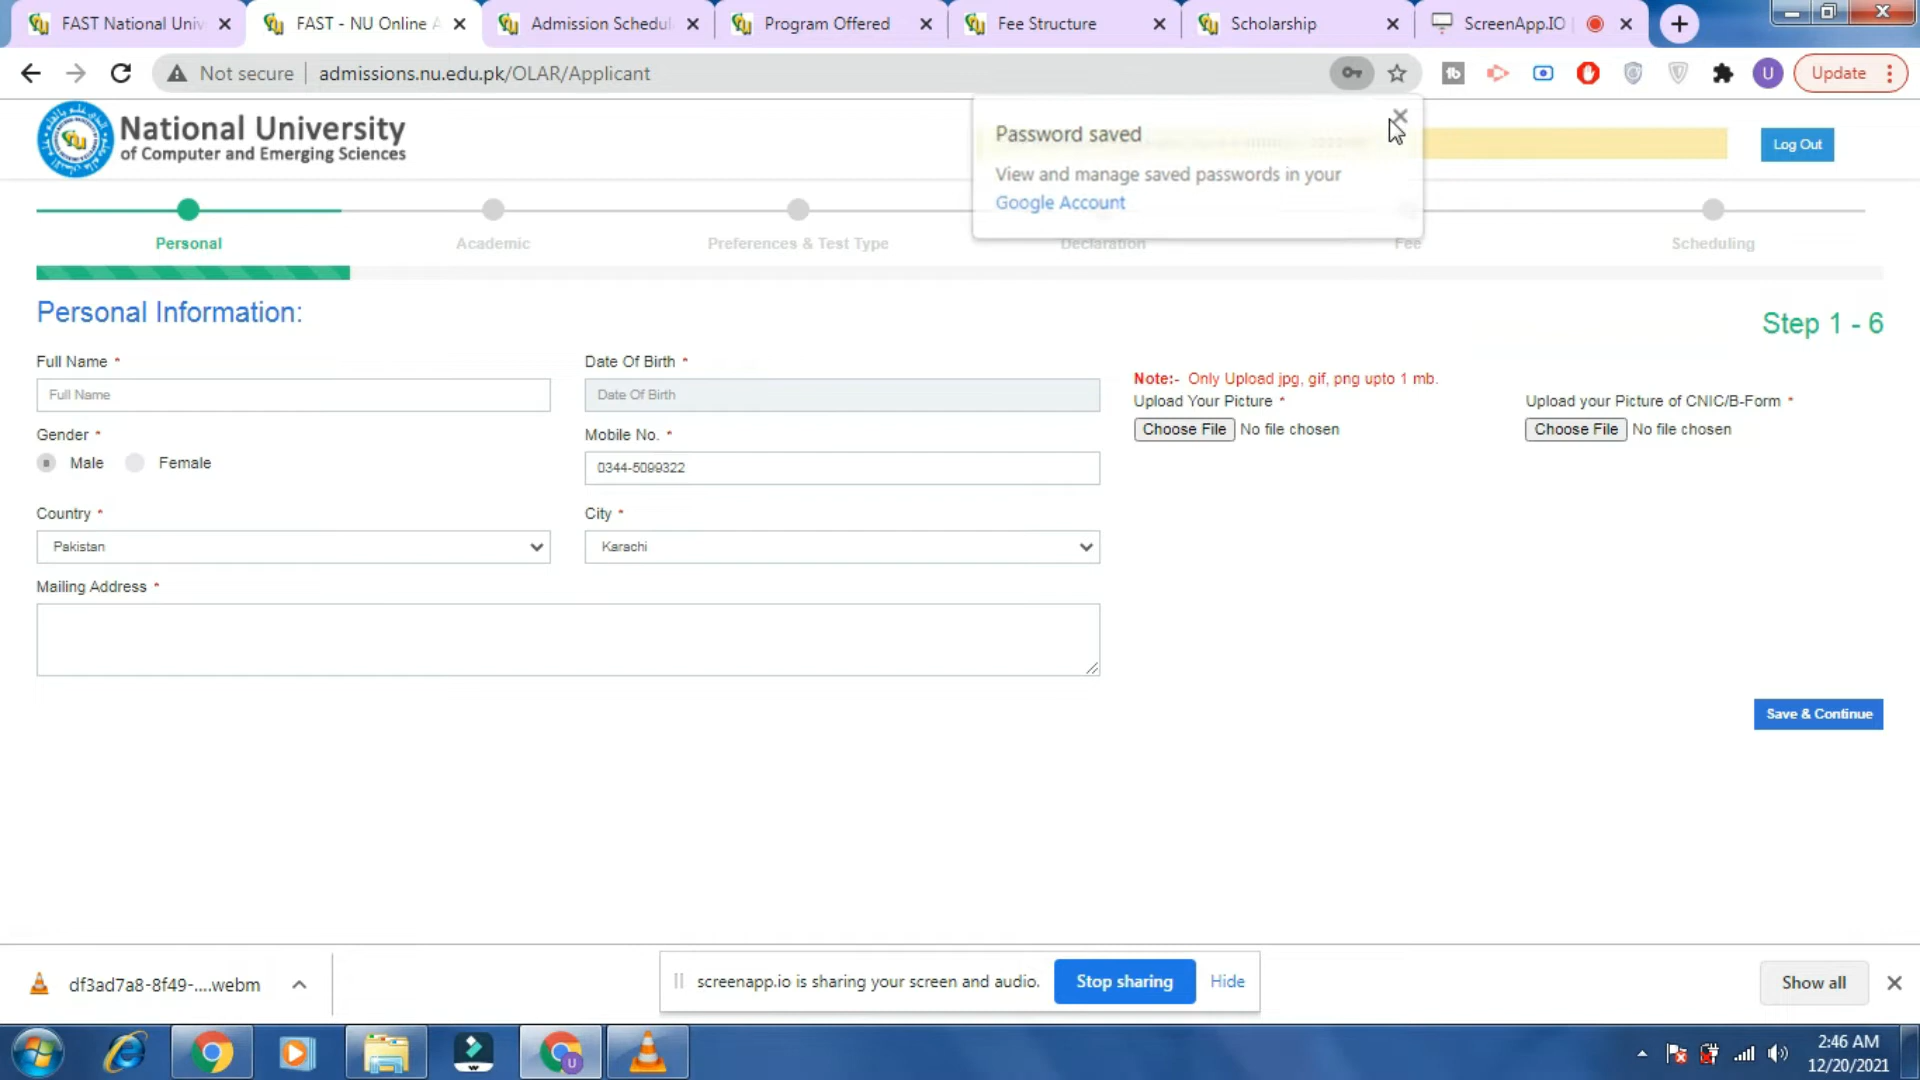 FAST National Univ
FAST - NU Online A
Admission Schedul
Program Offered
Fee Structure
Scholarship
ScreenApp.IO
Not secure
admissions.nu.edu.pk/OLAR/Applicant
Update
National University
of Computer and Emerging Sciences
Password saved
View and manage saved passwords in your
Google Account
Log Out
Personal
Academic
Preferences & Test Type
Declaration
Fee
Scheduling
Personal Information:
Step 1 - 6
Full Name *
Full Name
Date Of Birth *
Date Of Birth
Note:- Only Upload jpg, gif, png upto 1 mb.
Upload Your Picture *
Choose File No file chosen
Upload your Picture of CNIC/B-Form *
Choose File No file chosen
Gender *
Male Female
Mobile No. *
0344-5099322
Country *
Pakistan
City *
Karachi
Mailing Address *
Save & Continue
df3ad7a8-8f49-....webm
screenapp.io is sharing your screen and audio.
Stop sharing
Hide
Show all
2:46 AM
12/20/2021